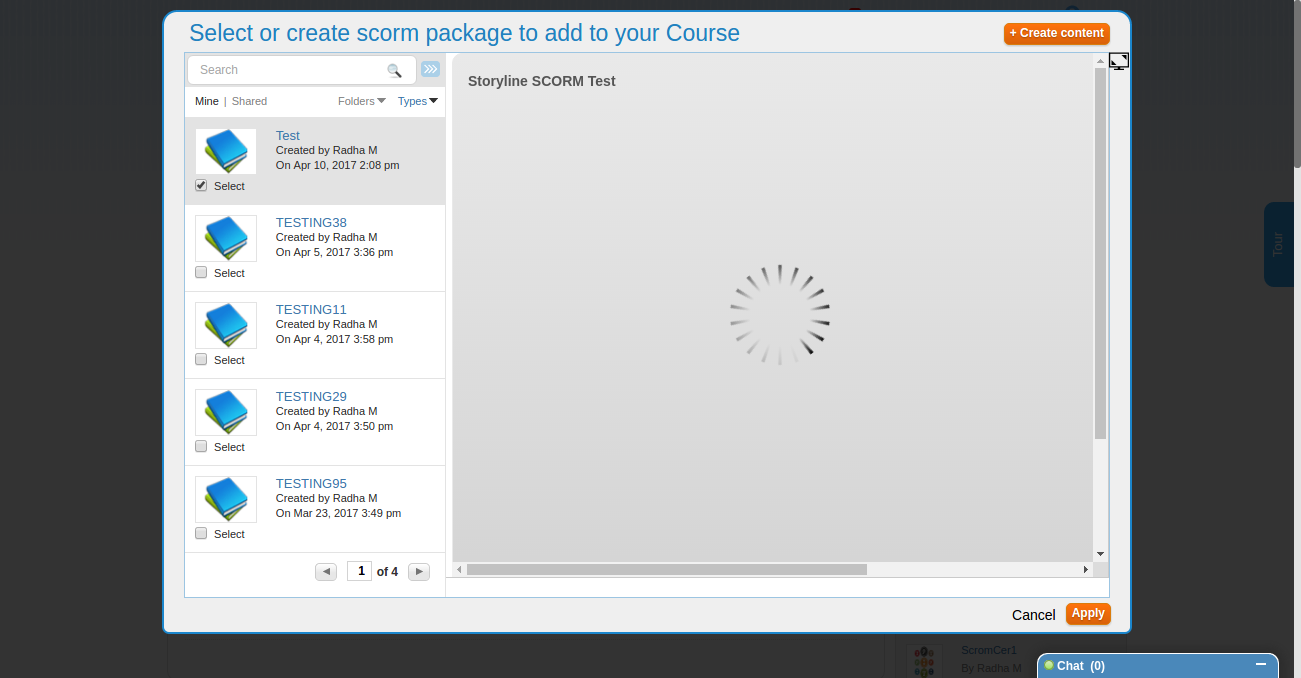 Select or create scorm package to add to your Course
+ Create content
Search
Mine | Shared
Folders
Types
Test
Created by Radha M
On Apr 10, 2017 2:08 pm
Select
TESTING38
Created by Radha M
On Apr 5, 2017 3:36 pm
Select
TESTING11
Created by Radha M
On Apr 4, 2017 3:58 pm
Select
TESTING29
Created by Radha M
On Apr 4, 2017 3:50 pm
Select
TESTING95
Created by Radha M
On Mar 23, 2017 3:49 pm
Select
1 of 4
Storyline SCORM Test
Tour
Cancel
Apply
ScromCer1
By Radha M
Chat (0)